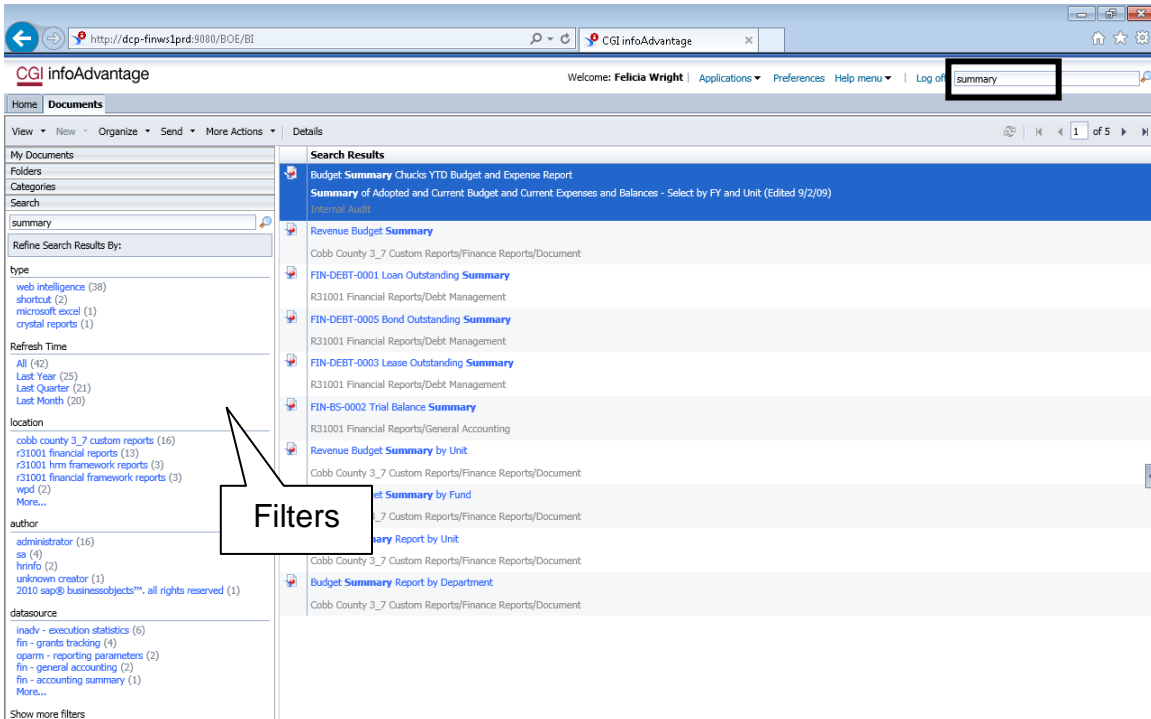 http://dcp-finws1prd:9080/BOE/BI
CGI infoAdvantage
CGI infoAdvantage
Welcome: Felicia Wright | Applications Preferences Help menu | Log off
summary
Home Documents
View New Organize Send More Actions Details
1 of 5
My Documents
Folders
Categories
Search
summary
Refine Search Results By:
type
web intelligence (38)
shortcut (2)
microsoft excel (1)
crystal reports (1)
Refresh Time
All (42)
Last Year (25)
Last Quarter (21)
Last Month (20)
location
cobb county 3_7 custom reports (16)
r31001 financial reports (13)
r31001 hrm framework reports (3)
r31001 financial framework reports (3)
wpd (2)
More...
author
administrator (16)
sa (4)
hrinfo (2)
unknown creator (1)
2010 sap® businessobjects™. all rights reserved (1)
datasource
inadv - execution statistics (6)
fin - grants tracking (4)
oparm - reporting parameters (2)
fin - general accounting (2)
fin - accounting summary (1)
More...
Show more filters
Filters
Search Results
Budget Summary Chucks YTD Budget and Expense Report
Summary of Adopted and Current Budget and Current Expenses and Balances - Select by FY and Unit (Edited 9/2/09)
Internal Audit
Revenue Budget Summary
Cobb County 3_7 Custom Reports/Finance Reports/Document
FIN-DEBT-0001 Loan Outstanding Summary
R31001 Financial Reports/Debt Management
FIN-DEBT-0005 Bond Outstanding Summary
R31001 Financial Reports/Debt Management
FIN-DEBT-0003 Lease Outstanding Summary
R31001 Financial Reports/Debt Management
FIN-BS-0002 Trial Balance Summary
R31001 Financial Reports/General Accounting
Revenue Budget Summary by Unit
Cobb County 3_7 Custom Reports/Finance Reports/Document
Summary by Fund
_7 Custom Reports/Finance Reports/Document
Report by Unit
Cobb County 3_7 Custom Reports/Finance Reports/Document
Budget Summary Report by Department
Cobb County 3_7 Custom Reports/Finance Reports/Document